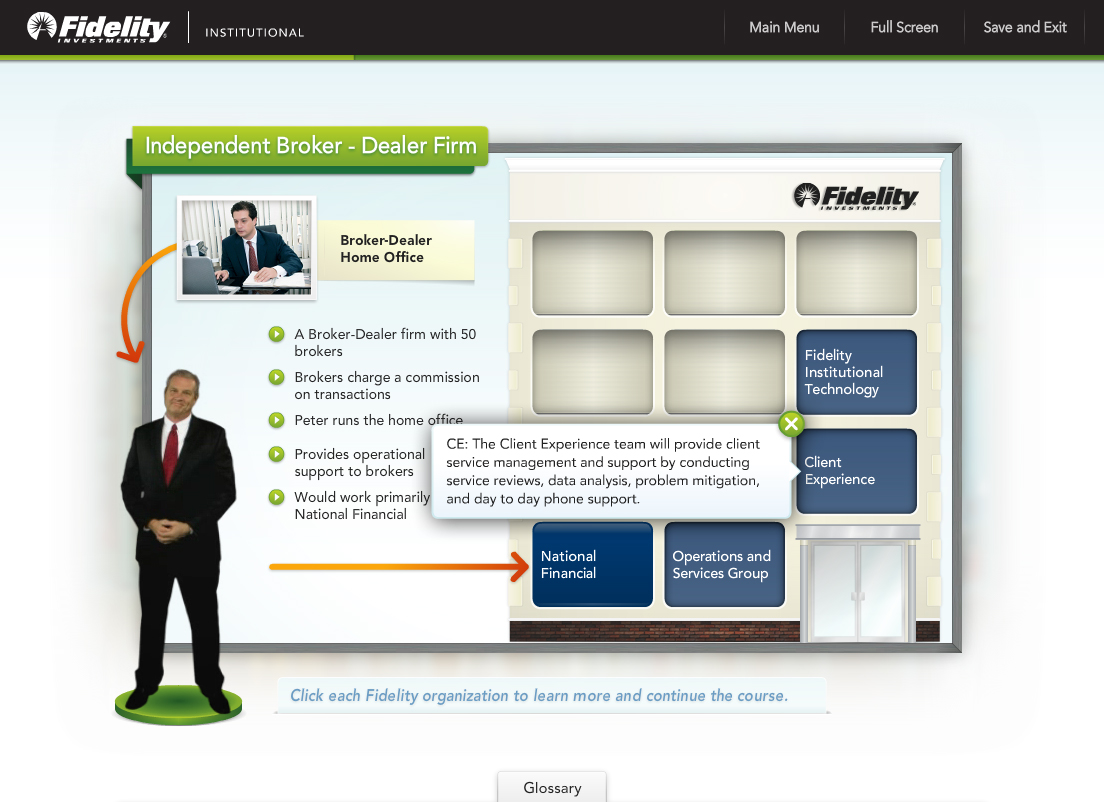 Fidelity
INVESTMENTS
INSTITUTIONAL
Main Menu
Full Screen
Save and Exit
Independent Broker - Dealer Firm
Broker-Dealer
Home Office
A Broker-Dealer firm with 50
brokers
Brokers charge a commission
on transactions
Peter runs the home office
Provides operational
support to brokers
Would work primarily
National Financial
Fidelity
INVESTMENTS
Fidelity
Institutional
Technology
CE: The Client Experience team will provide client
service management and support by conducting
service reviews, data analysis, problem mitigation,
and day to day phone support.
Client
Experience
National
Financial
Operations and
Services Group
Click each Fidelity organization to learn more and continue the course.
Glossary